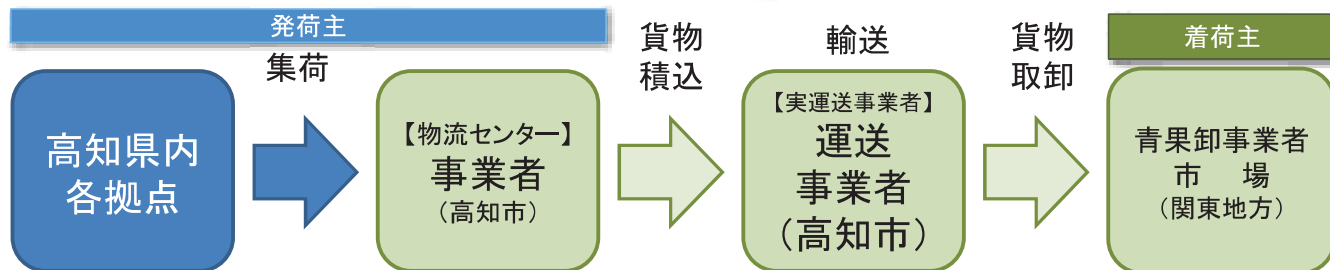 発荷主
集荷
高知県内
各拠点
【物流センター】
事業者
（高知市）
貨物
積込
輸送
【実運送事業者】
運送
事業者
（高知市）
貨物
取卸
着荷主
青果卸事業者
市　場
（関東地方）